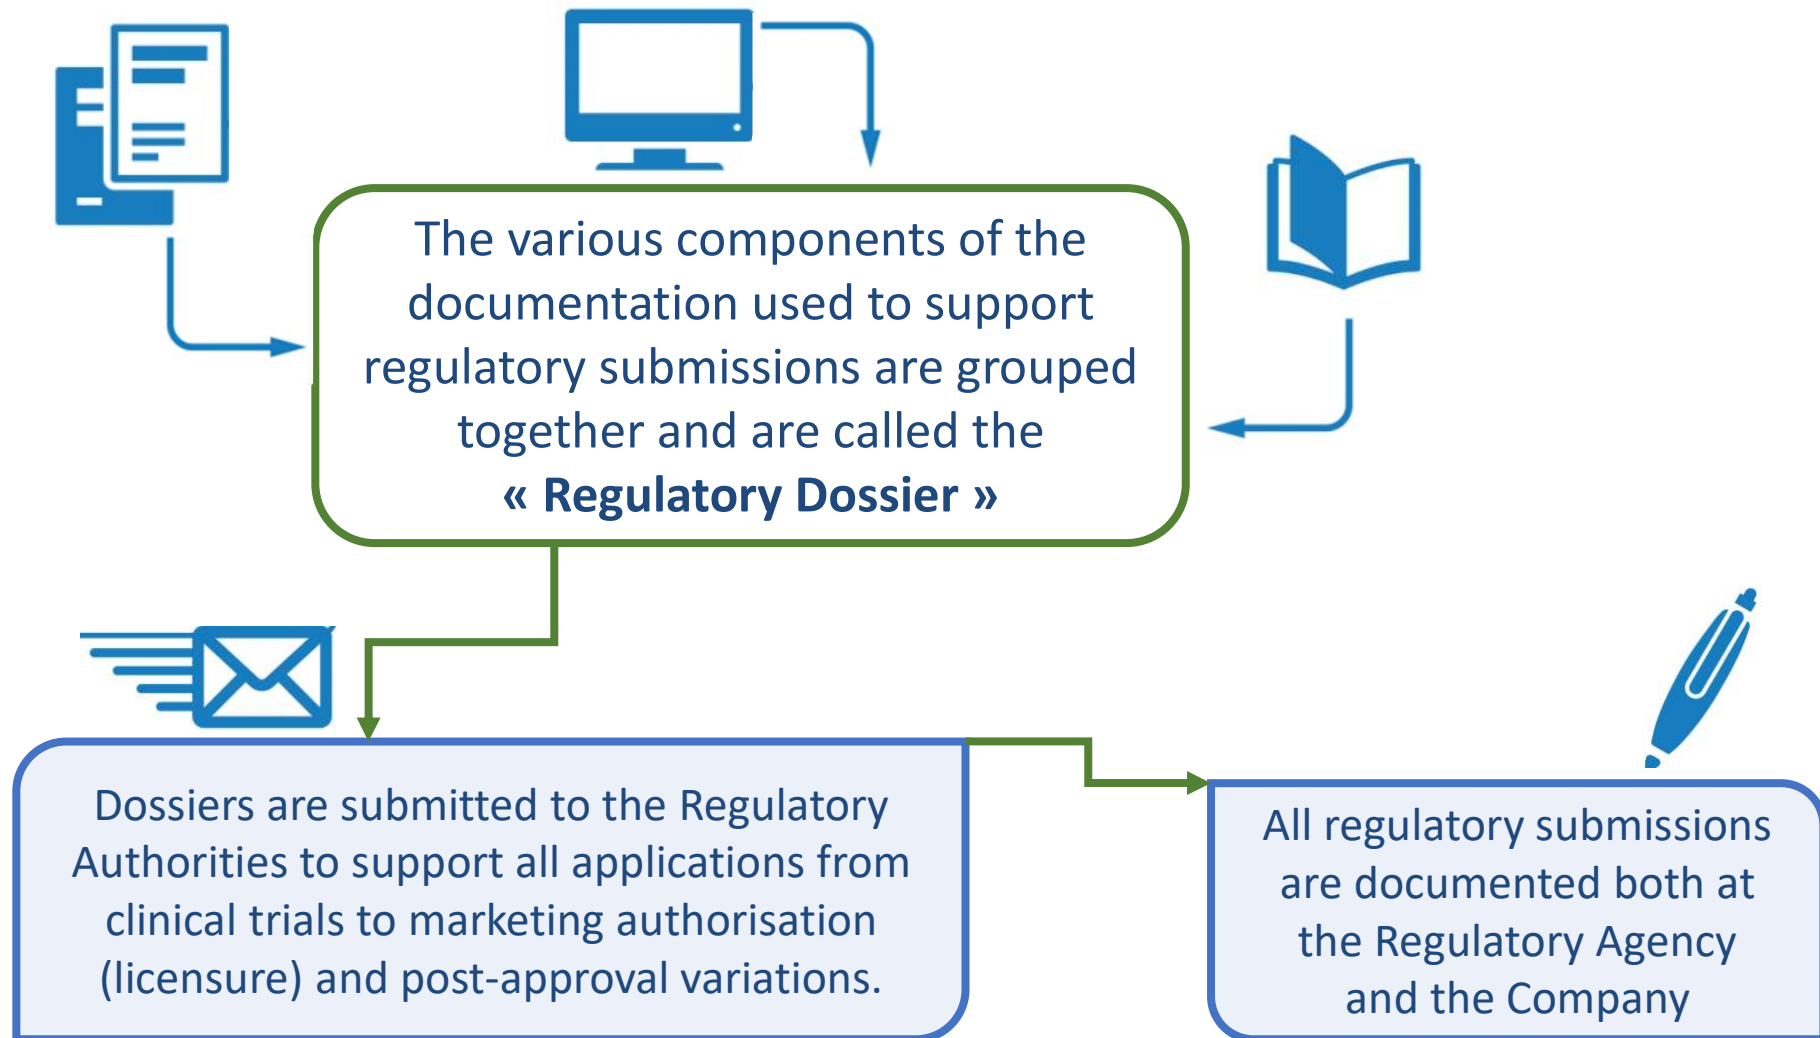 The various components of the
documentation used to support
regulatory submissions are grouped
together and are called the
« Regulatory Dossier »
Dossiers are submitted to the Regulatory
Authorities to support all applications from
clinical trials to marketing authorisation
(licensure) and post-approval variations.
All regulatory submissions
are documented both at
the Regulatory Agency
and the Company